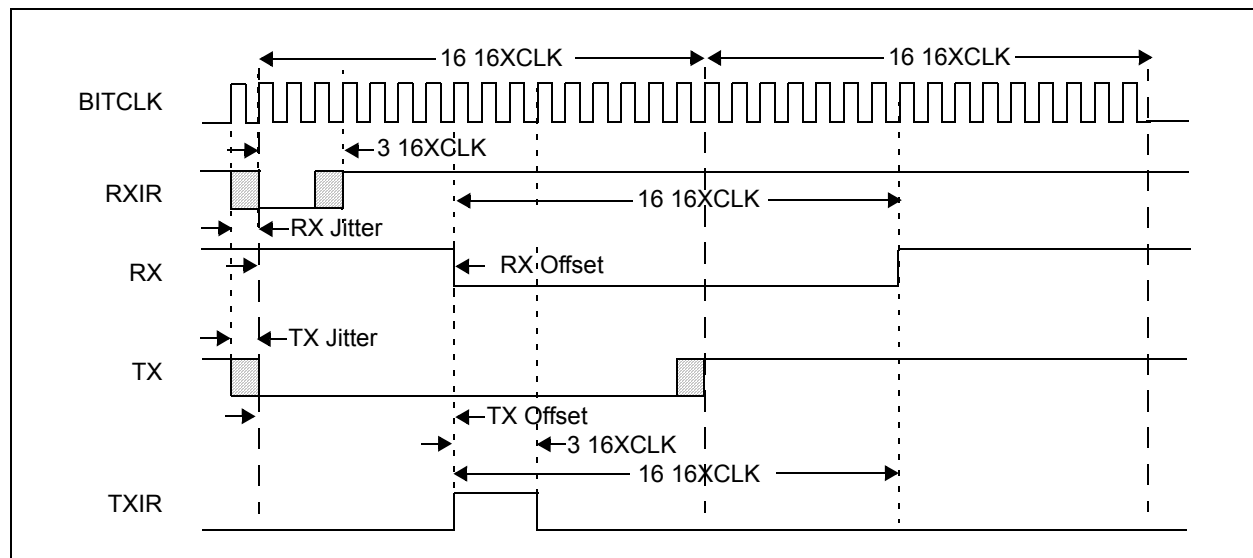 16 16XCLK
16 16XCLK
BITCLK
3 16XCLK
RXIR
16 16XCLK
RX Jitter
RX
RX Offset
TX Jitter
TX
TX Offset
3 16XCLK
16 16XCLK
TXIR